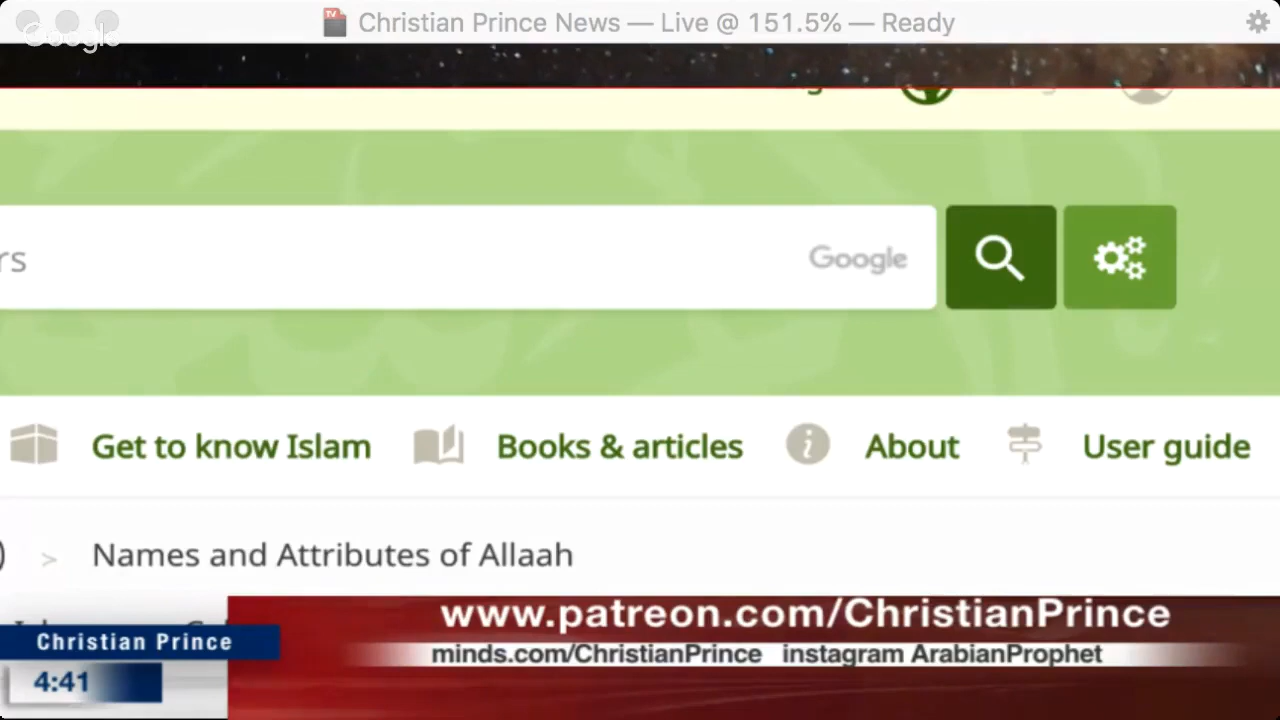 Christian Prince News — Live @ 151.5% — Ready
Google
rs
Google
Get to know Islam
Books & articles
About
User guide
) > Names and Attributes of Allaah
www.patreon.com/ChristianPrince
Christian Prince
minds.com/ChristianPrince instagram ArabianProphet
4:41